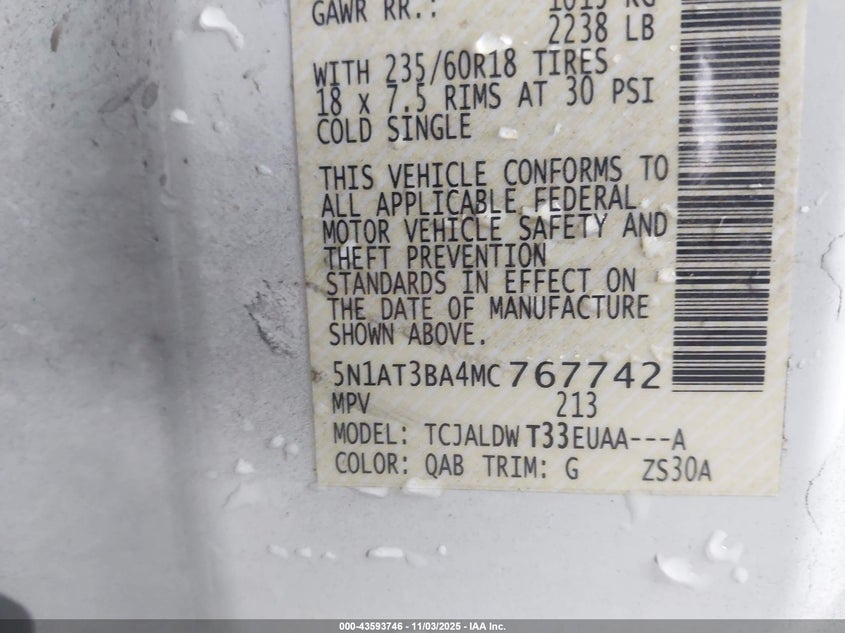 GAWR RR.: 1015 KG
2238 LB
WITH 235/60R18 TIRES
18 x 7.5 RIMS AT 30 PSI
COLD SINGLE
THIS VEHICLE CONFORMS TO
ALL APPLICABLE FEDERAL
MOTOR VEHICLE SAFETY AND
THEFT PREVENTION
STANDARDS IN EFFECT ON
THE DATE OF MANUFACTURE
SHOWN ABOVE.
5N1AT3BA4MC767742
MPV 213
MODEL: TCJALDWT33EUAA---A
COLOR: QAB TRIM: G ZS30A
000-43593746 - 11/03/2025 - IAA Inc.